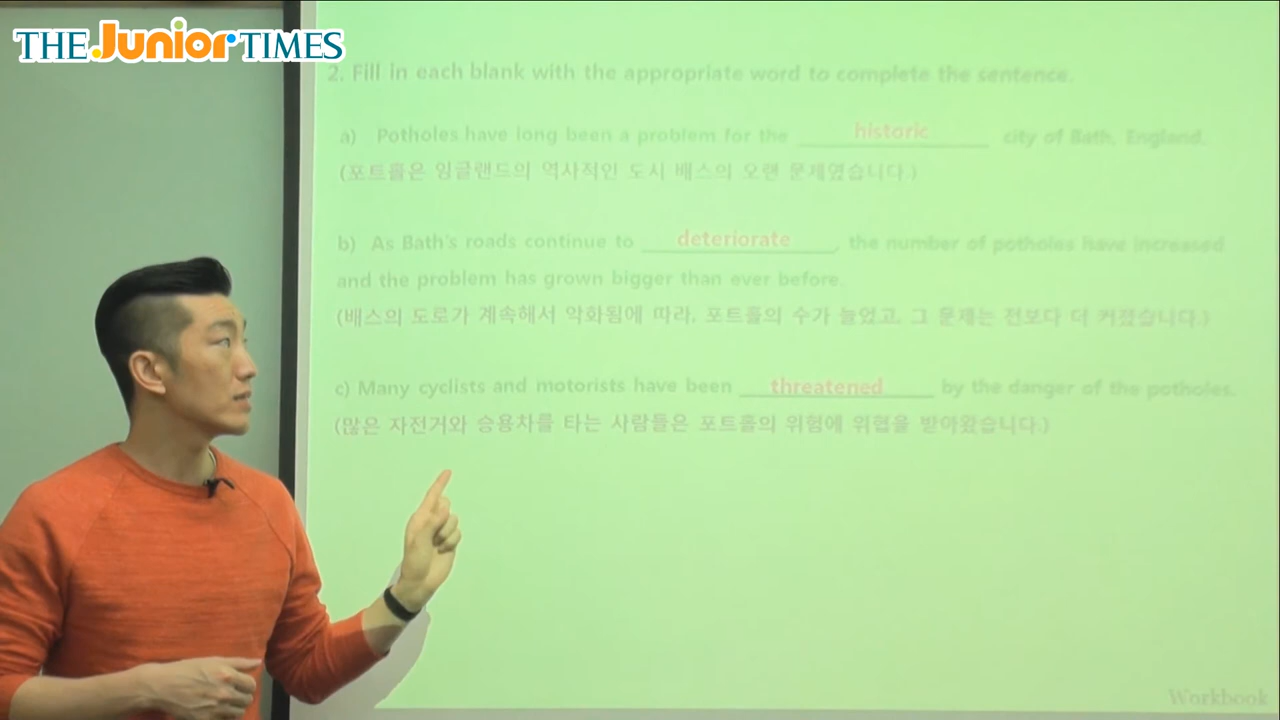 THE Junior TIMES
2. Fill in each blank with the appropriate word to complete the sentence.
a) Potholes have long been a problem for the historic city of Bath, England.
(포트홀은 잉글랜드의 역사적인 도시 배스의 오랜 문제였습니다.)
b) As Bath's roads continue to deteriorate, the number of potholes have increased
and the problem has grown bigger than ever before.
(배스의 도로가 계속해서 악화됨에 따라, 포트홀의 수가 늘었고, 그 문제는 전보다 더 커졌습니다.)
c) Many cyclists and motorists have been threatened by the danger of the potholes.
(많은 자전거와 승용차를 타는 사람들은 포트홀의 위험에 위협을 받아왔습니다.)
Workbook